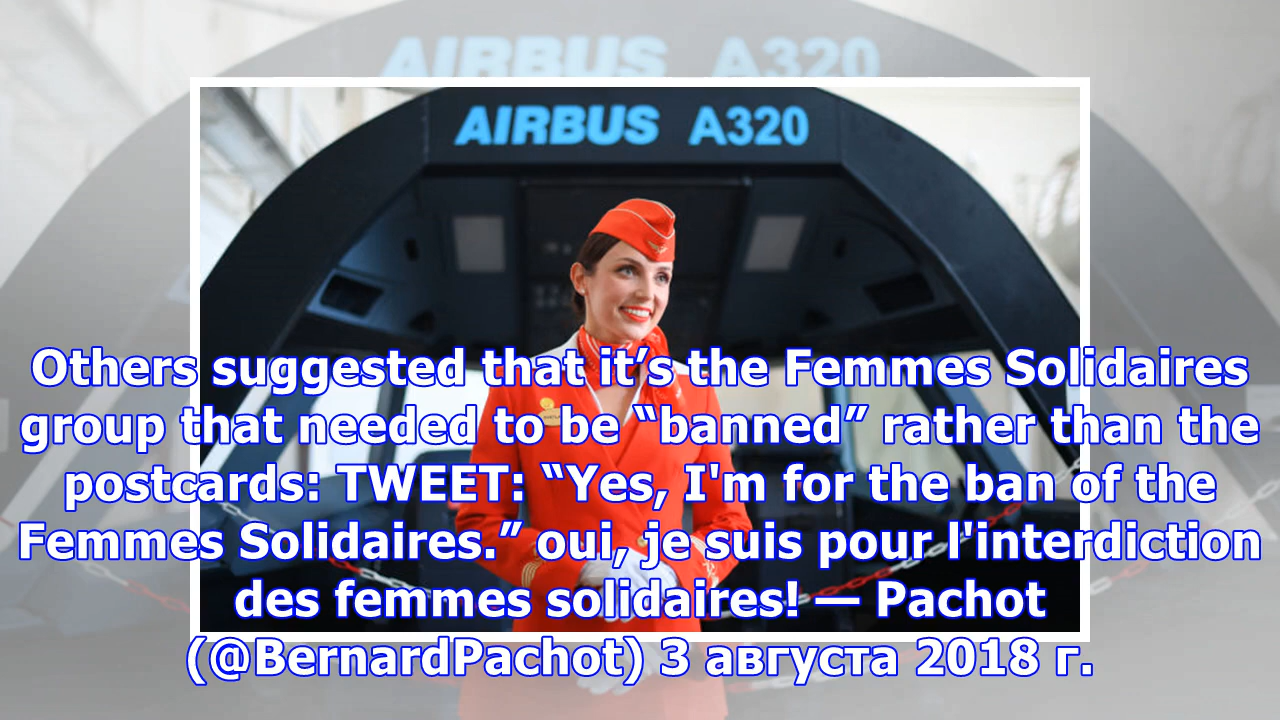 AIRBUS A320
AIRBUS A320
Others suggested that it’s the Femmes Solidaires
group that needed to be “banned” rather than the
postcards: TWEET: “Yes, I'm for the ban of the
Femmes Solidaires.” oui, je suis pour l'interdiction
des femmes solidaires! — Pachot
(@BernardPachot) 3 августа 2018 г.